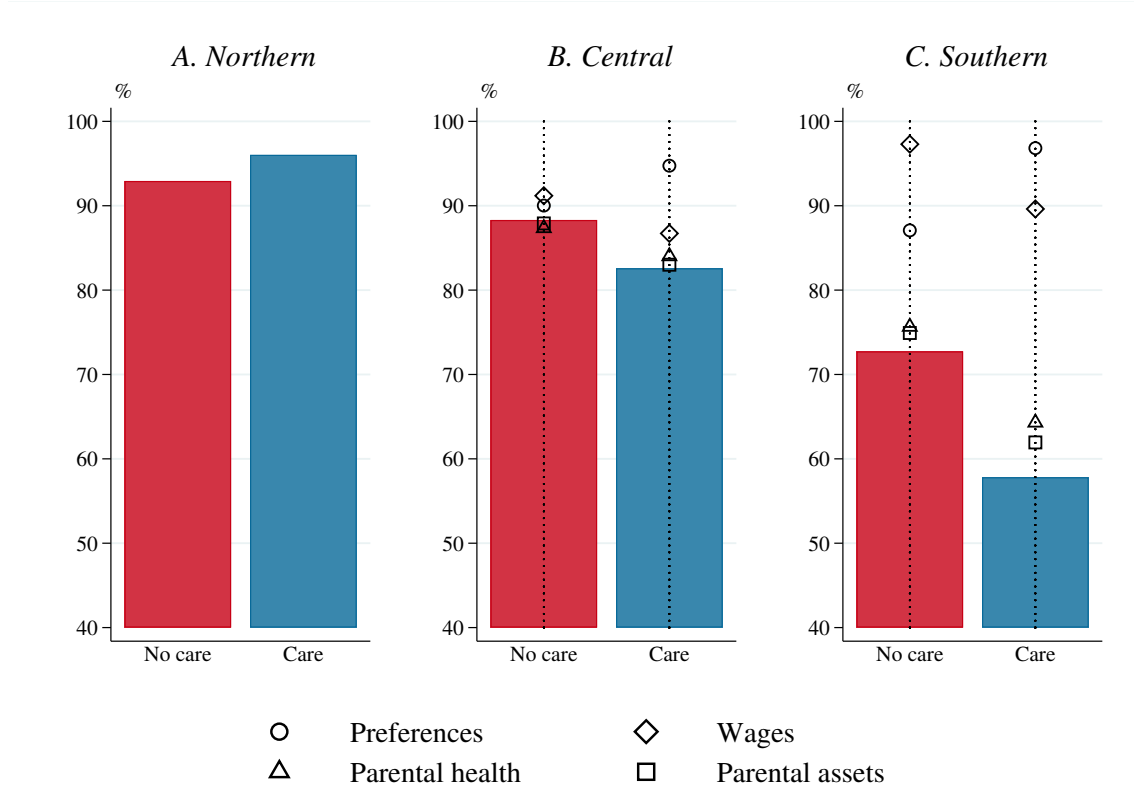 A. Northern
B. Central
C. Southern
%
%
%
100
90
80
70
60
50
40
100
90
80
70
60
50
40
100
90
80
70
60
50
40
No care
Care
No care
Care
No care
Care
Preferences
Wages
Parental health
Parental assets